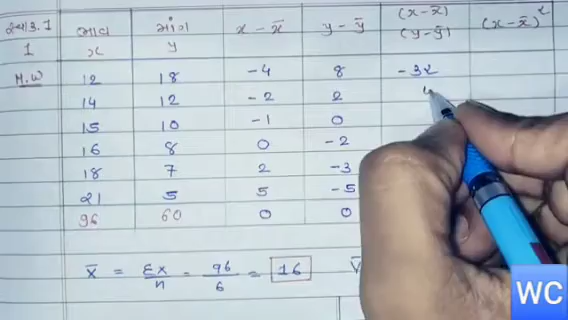 સ્વા 3.1 ભાવ માંગ x - x̄ y - ȳ (x-x̄) (y-ȳ) (x-x̄)²
1 x y
M.W 12 18 -4 8 -32
14 12 -2 2
15 10 -1 0
16 8 0 -2
18 7 2 -3
21 5 5 -5
96 60 0 0
x̄ = Σx/n = 96/6 = 16
WC